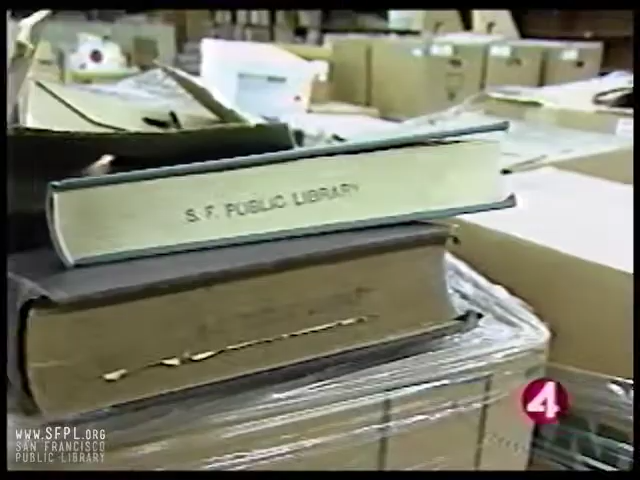 S. F. PUBLIC LIBRARY
4
WWW.SFPL.ORG
SAN FRANCISCO
PUBLIC LIBRARY